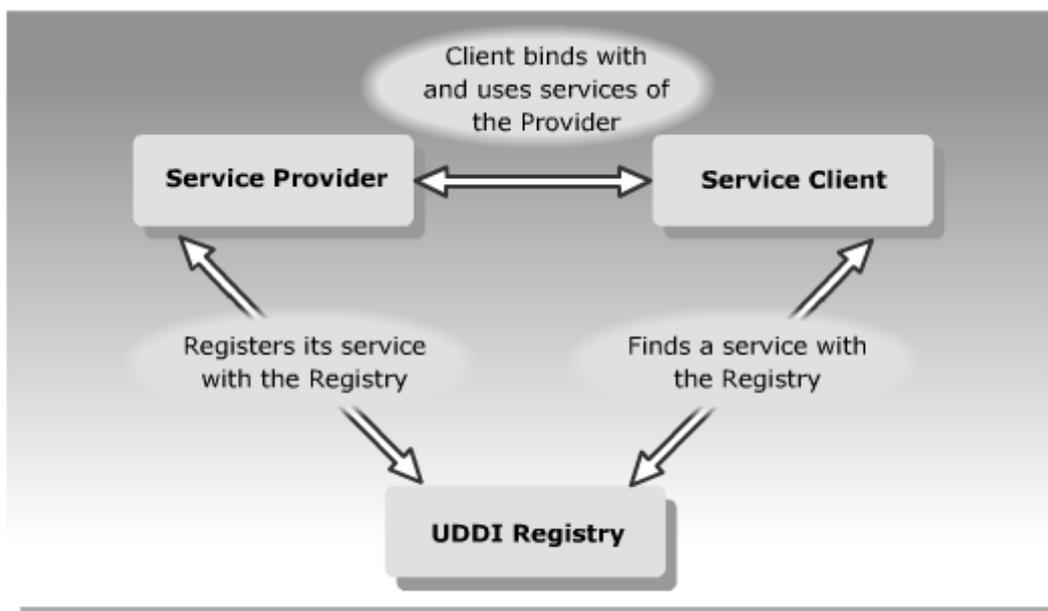 Client binds with
and uses services of
the Provider
Service Provider
Service Client
Registers its service
with the Registry
Finds a service with
the Registry
UDDI Registry